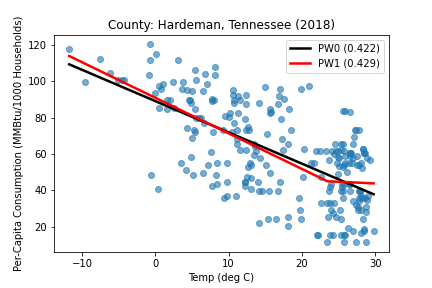 County: Hardeman, Tennessee (2018)
PW0 (0.422)
PW1 (0.429)
Per-Capita Consumption (MMBtu/1000 Households)
120
100
80
60
40
20
−10 0 10 20 30
Temp (deg C)